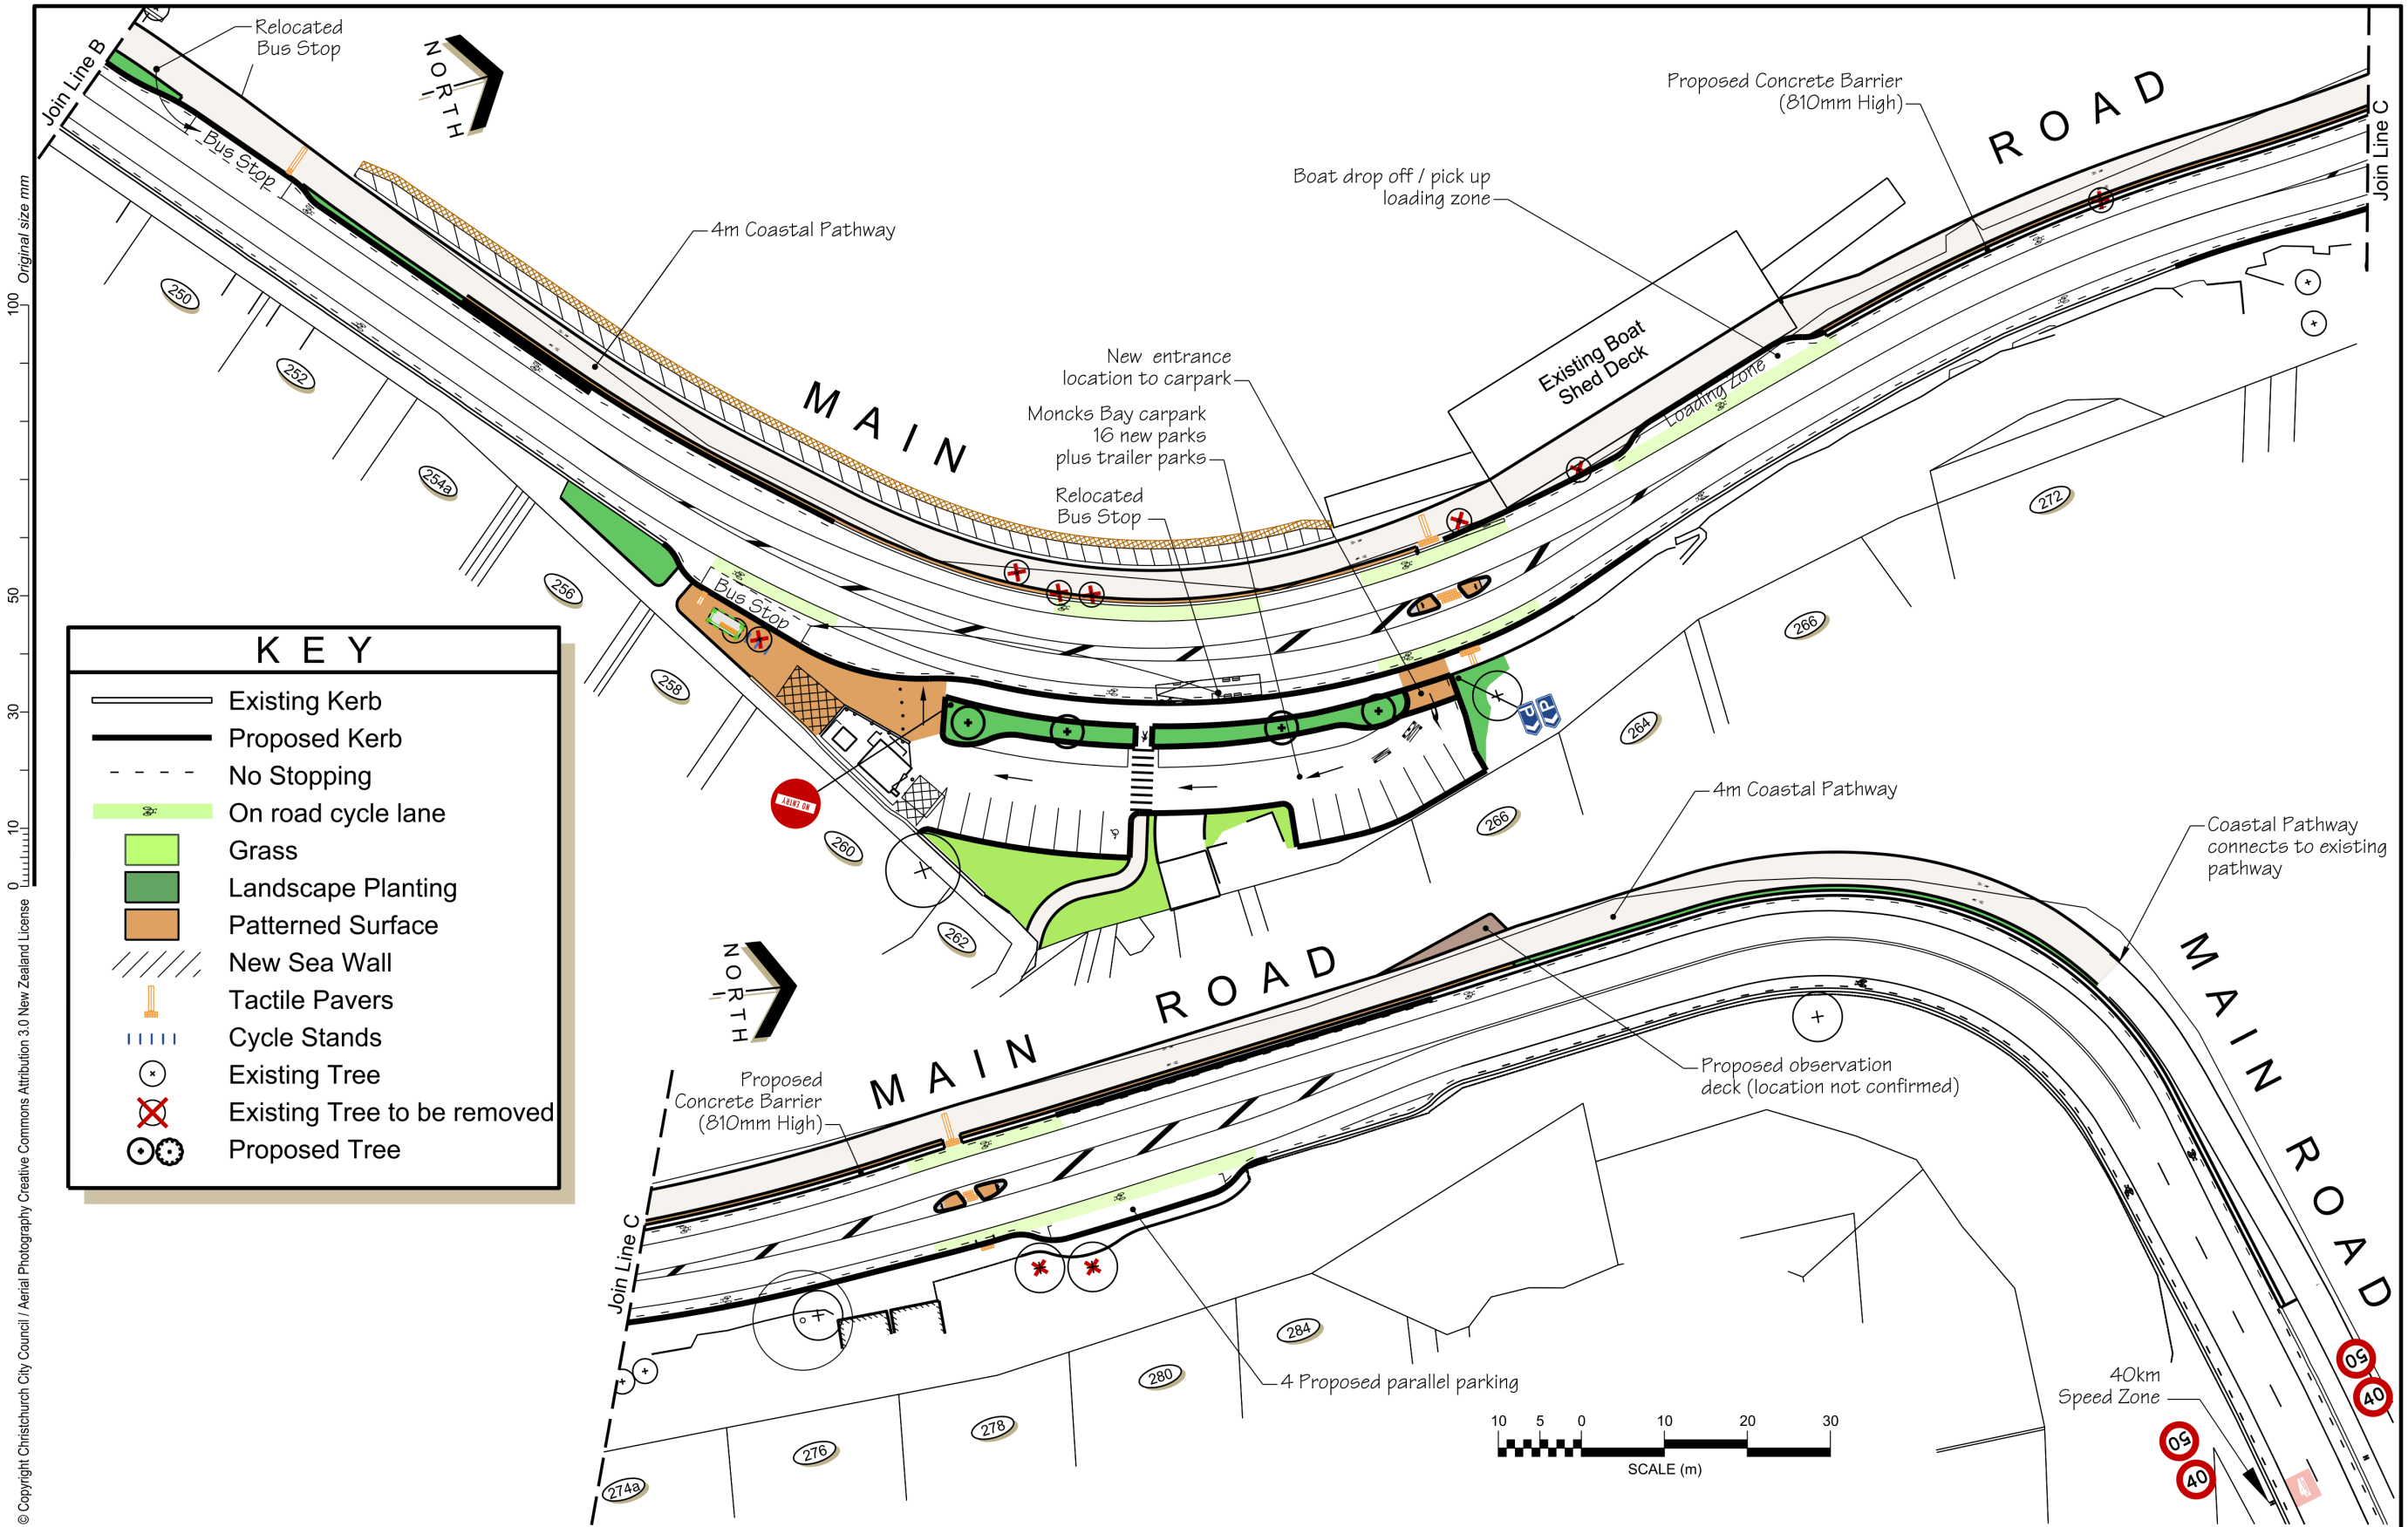 Relocated
Bus Stop
Join Line B
NORTH
Bus Stop
4m Coastal Pathway
Proposed Concrete Barrier
(810mm High)
ROAD
Join Line C
Boat drop off / pick up
loading zone
Existing Boat
Shed Deck
Loading Zone
MAIN
New entrance
location to carpark
Moncks Bay carpark
16 new parks
plus trailer parks
Relocated
Bus Stop
Bus Stop
250
252
254a
256
258
260
262
NO ENTRY
P
P
264
266
266
272
Original size mm
100
50
30
10
0
© Copyright Christchurch City Council / Aerial Photography Creative Commons Attribution 3.0 New Zealand License
KEY
Existing Kerb
Proposed Kerb
No Stopping
On road cycle lane
Grass
Landscape Planting
Patterned Surface
New Sea Wall
Tactile Pavers
Cycle Stands
Existing Tree
Existing Tree to be removed
Proposed Tree
NORTH
4m Coastal Pathway
Coastal Pathway
connects to existing
pathway
MAIN ROAD
MAIN ROAD
Proposed
Concrete Barrier
(810mm High)
Proposed observation
deck (location not confirmed)
Join Line C
4 Proposed parallel parking
274a
276
278
280
284
10 5 0 10 20 30
SCALE (m)
40km
Speed Zone
50
40
50
40